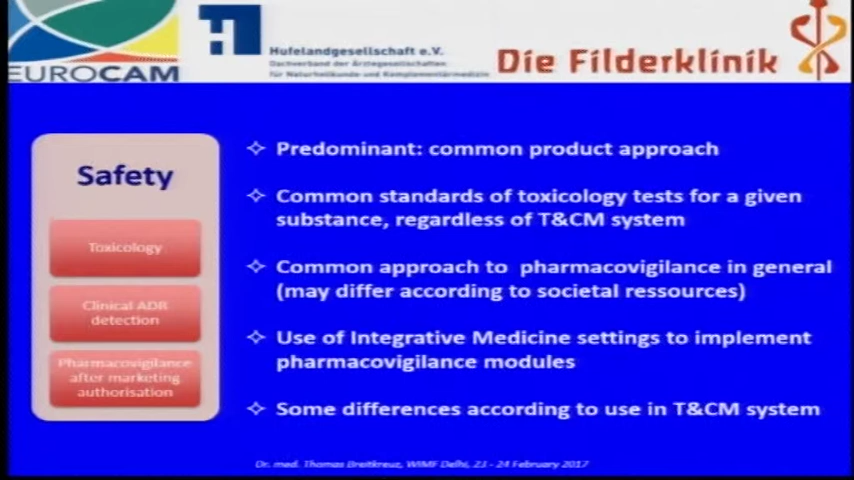 EUROCAM
H
Hufelandgesellschaft e.V.
Dachverband der Ärztegesellschaften
für Naturheilkunde und Komplementärmedizin
Die Filderklinik
Safety
Toxicology
Clinical ADR
detection
Pharmacovigilance
after marketing
authorisation
Predominant: common product approach
Common standards of toxicology tests for a given
substance, regardless of T&CM system
Common approach to pharmacovigilance in general
(may differ according to societal ressources)
Use of Integrative Medicine settings to implement
pharmacovigilance modules
Some differences according to use in T&CM system
Dr. med. Thomas Breitkreuz, WIMF Delhi, 23 - 24 February 2017